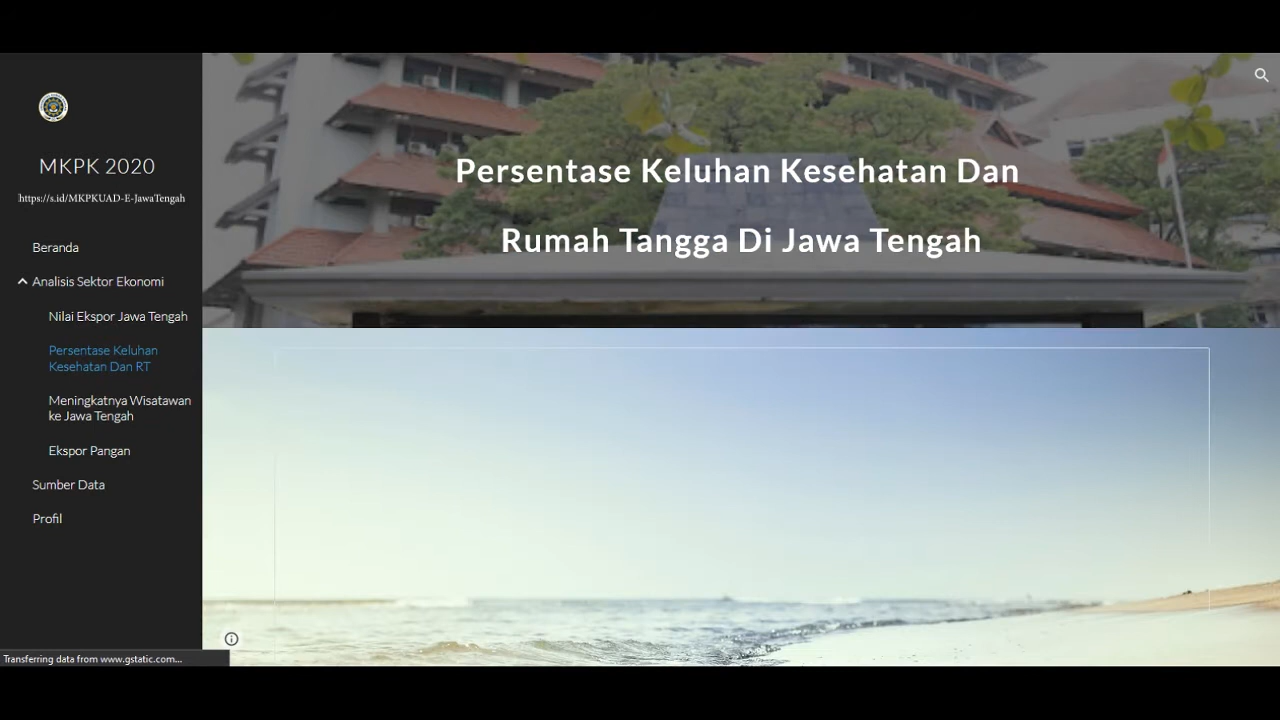 MKPK 2020
https://s.id/MKPKUAD-E-JawaTengah
Beranda
Analisis Sektor Ekonomi
Nilai Ekspor Jawa Tengah
Persentase Keluhan
Kesehatan Dan RT
Meningkatnya Wisatawan
ke Jawa Tengah
Ekspor Pangan
Sumber Data
Profil
Persentase Keluhan Kesehatan Dan
Rumah Tangga Di Jawa Tengah
Transferring data from www.gstatic.com...